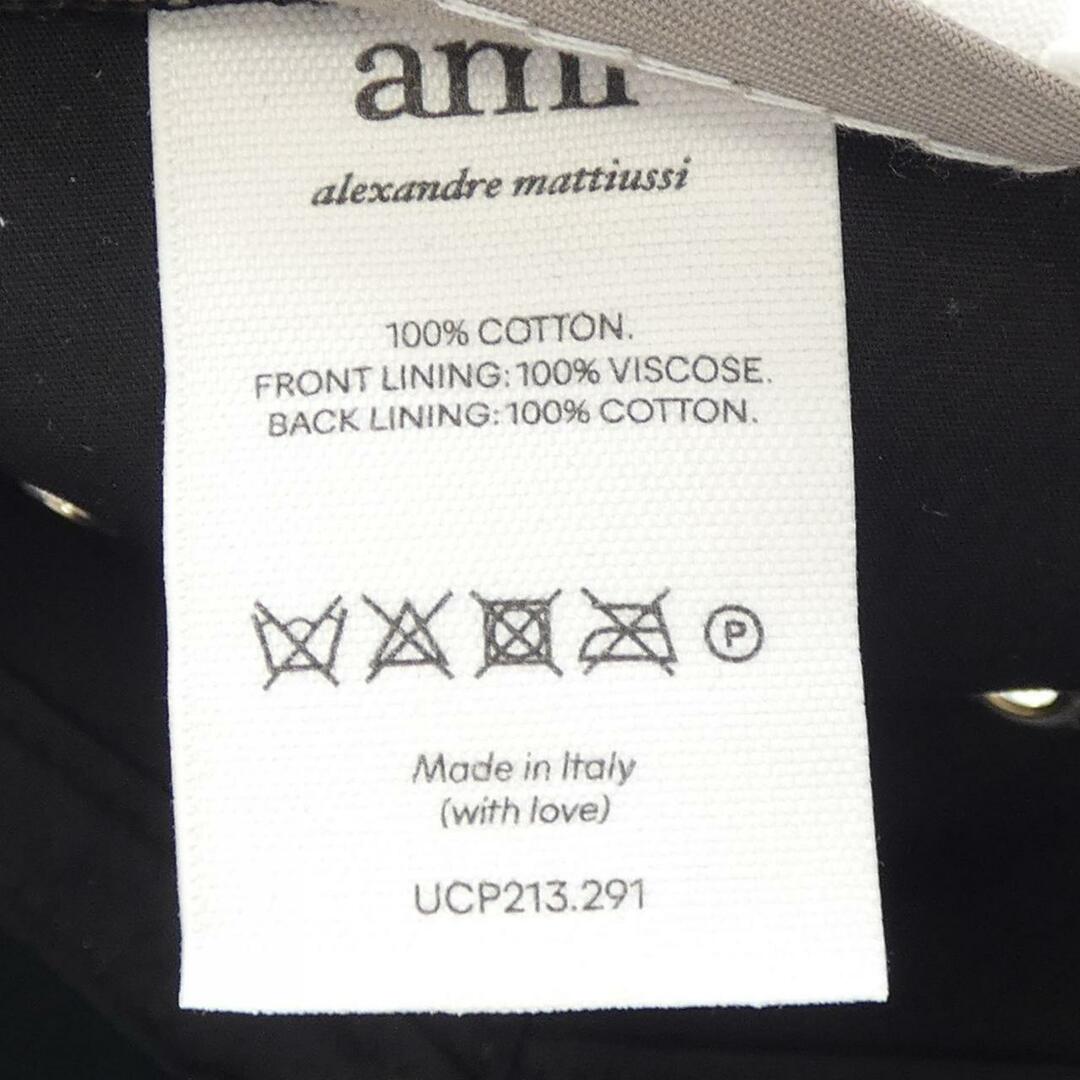 ami
alexandre mattiussi
100% COTTON.
FRONT LINING: 100% VISCOSE.
BACK LINING: 100% COTTON.
P
Made in Italy
(with love)
UCP213.291